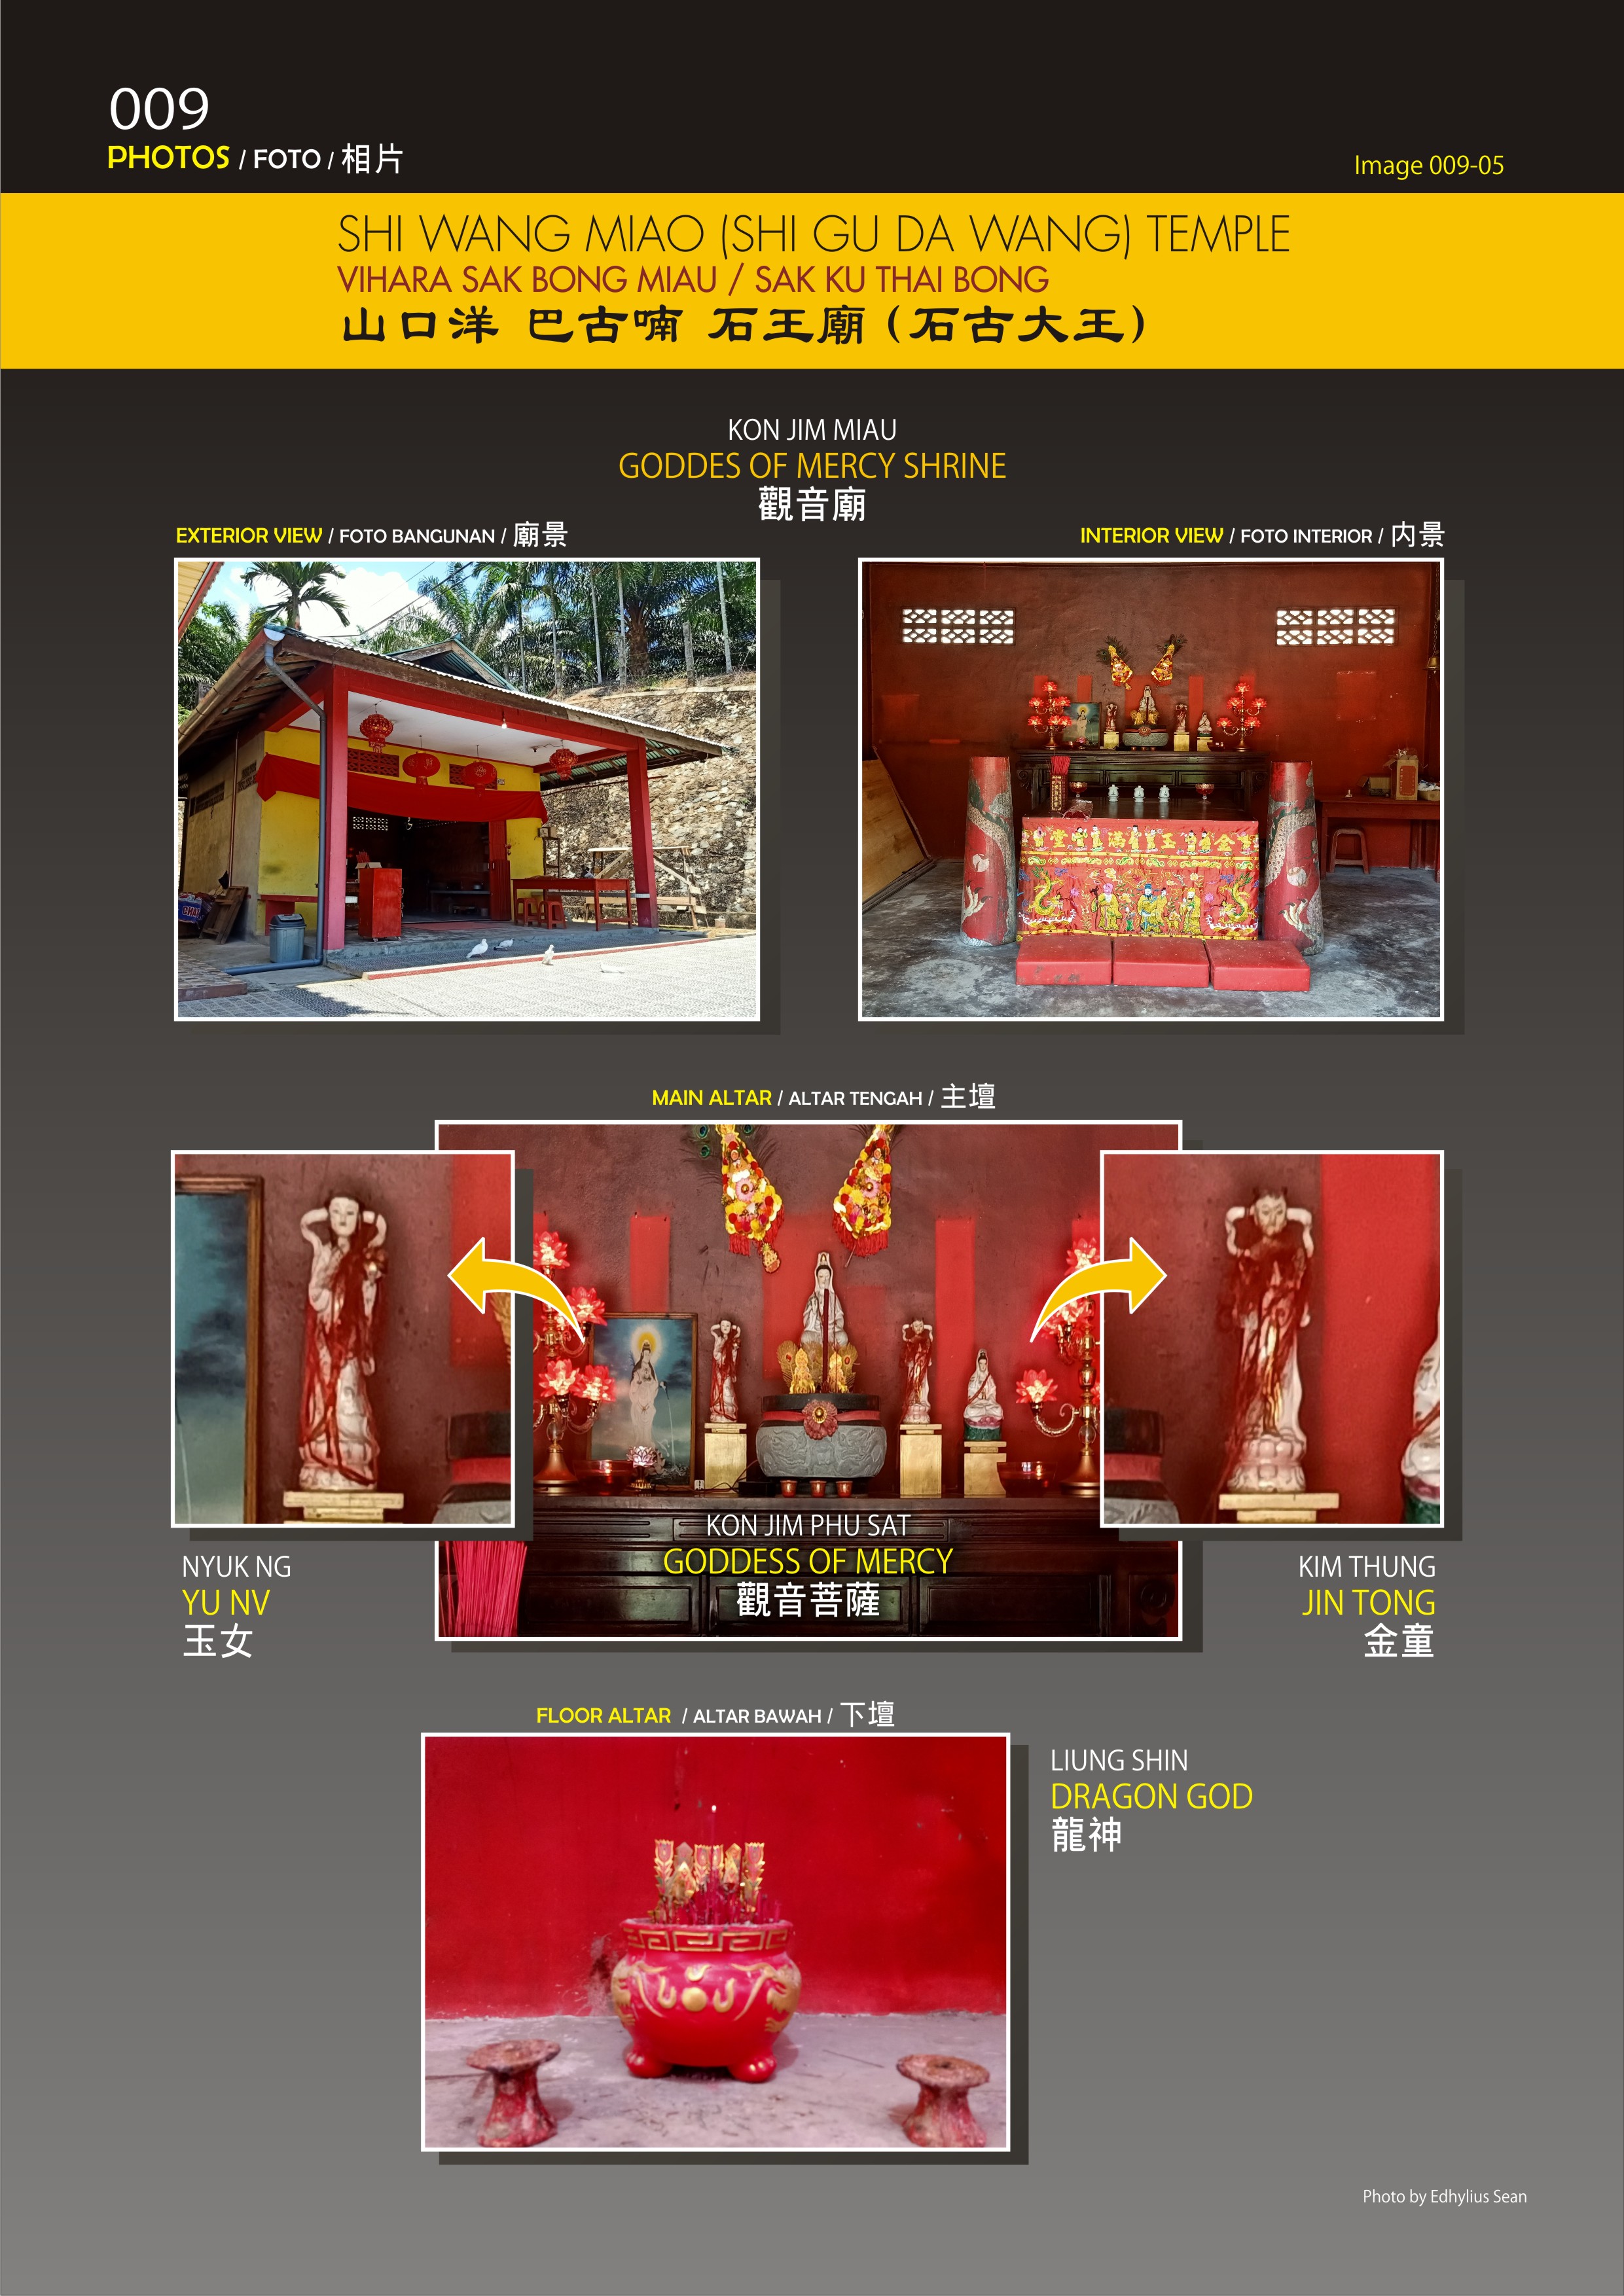 009
PHOTOS / FOTO / 相片
Image 009-05
SHI WANG MIAO (SHI GU DA WANG) TEMPLE
VIHARA SAK BONG MIAU / SAK KU THAI BONG
山口洋 巴古喃 石王廟 (石古大王)
KON JIM MIAU
GODDES OF MERCY SHRINE
觀音廟
EXTERIOR VIEW / FOTO BANGUNAN / 廟景
INTERIOR VIEW / FOTO INTERIOR / 内景
金玉滿堂
MAIN ALTAR / ALTAR TENGAH / 主壇
KON JIM PHU SAT
GODDESS OF MERCY
觀音菩薩
NYUK NG
YU NV
玉女
KIM THUNG
JIN TONG
金童
FLOOR ALTAR / ALTAR BAWAH / 下壇
LIUNG SHIN
DRAGON GOD
龍神
Photo by Edhylius Sean